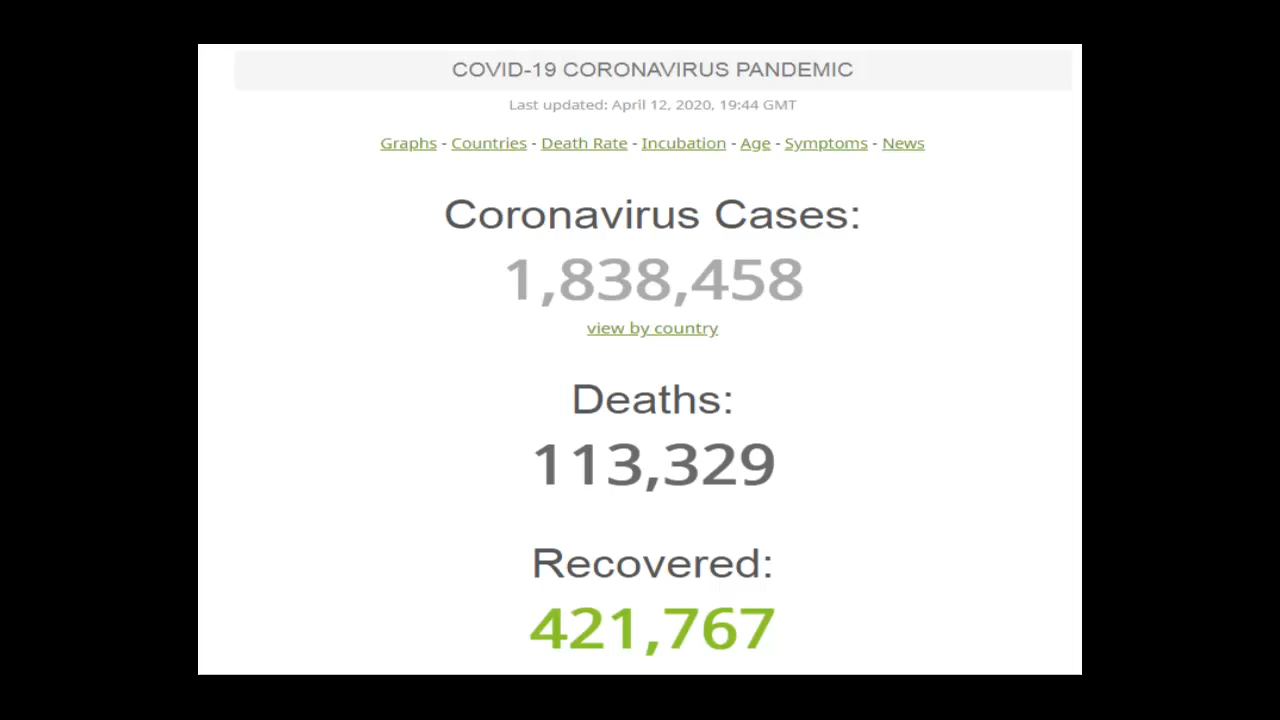 COVID-19 CORONAVIRUS PANDEMIC
Last updated: April 12, 2020, 19:44 GMT
Graphs - Countries - Death Rate - Incubation - Age - Symptoms - News
Coronavirus Cases:
1,838,458
view by country
Deaths:
113,329
Recovered:
421,767